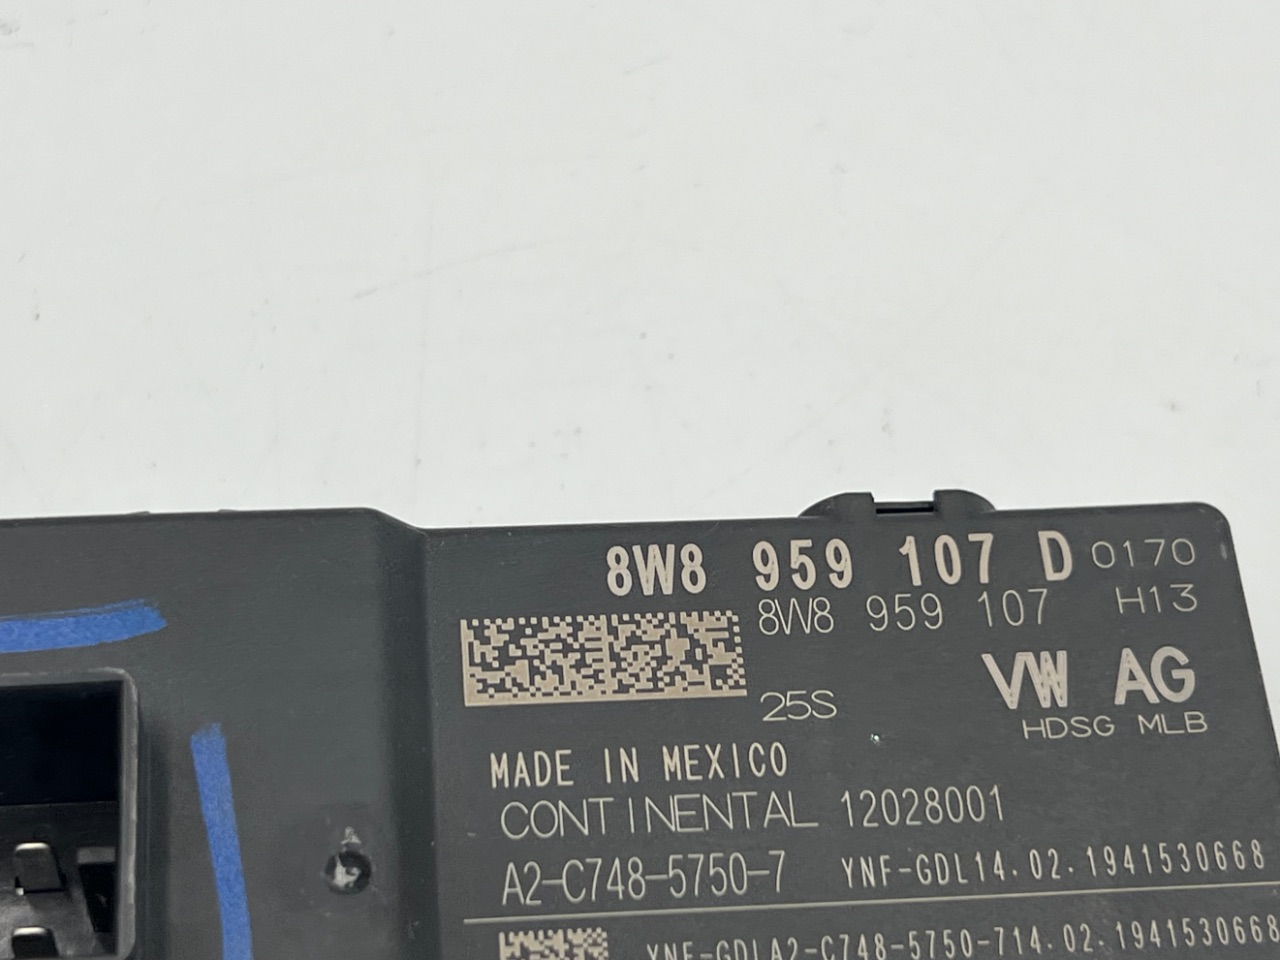 8W8 959 107 D 0170
8W8 959 107 H13
25S
VW AG
HDSG MLB
MADE IN MEXICO
CONTINENTAL 12028001
A2-C748-5750-7 YNF-GDL14.02.1941530668
YNF-GDLA2-C748-5750-714.02.1941530668